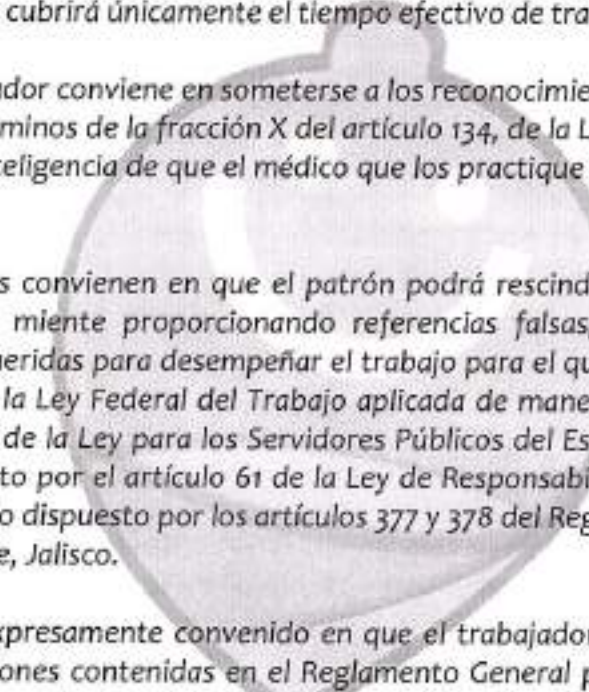 cubrirá únicamente el tiempo efectivo de tra
dor conviene en someterse a los reconocimie
minos de la fracción X del artículo 134, de la L
teligencia de que el médico que los practique
s convienen en que el patrón podrá rescind
miente proporcionando referencias falsas,
ueridas para desempeñar el trabajo para el qu
la Ley Federal del Trabajo aplicada de mane
de la Ley para los Servidores Públicos del Es
to por el artículo 61 de la Ley de Responsabi
o dispuesto por los artículos 377 y 378 del Reg
e, Jalisco.
xpresamente convenido en que el trabajador
ones contenidas en el Reglamento General p